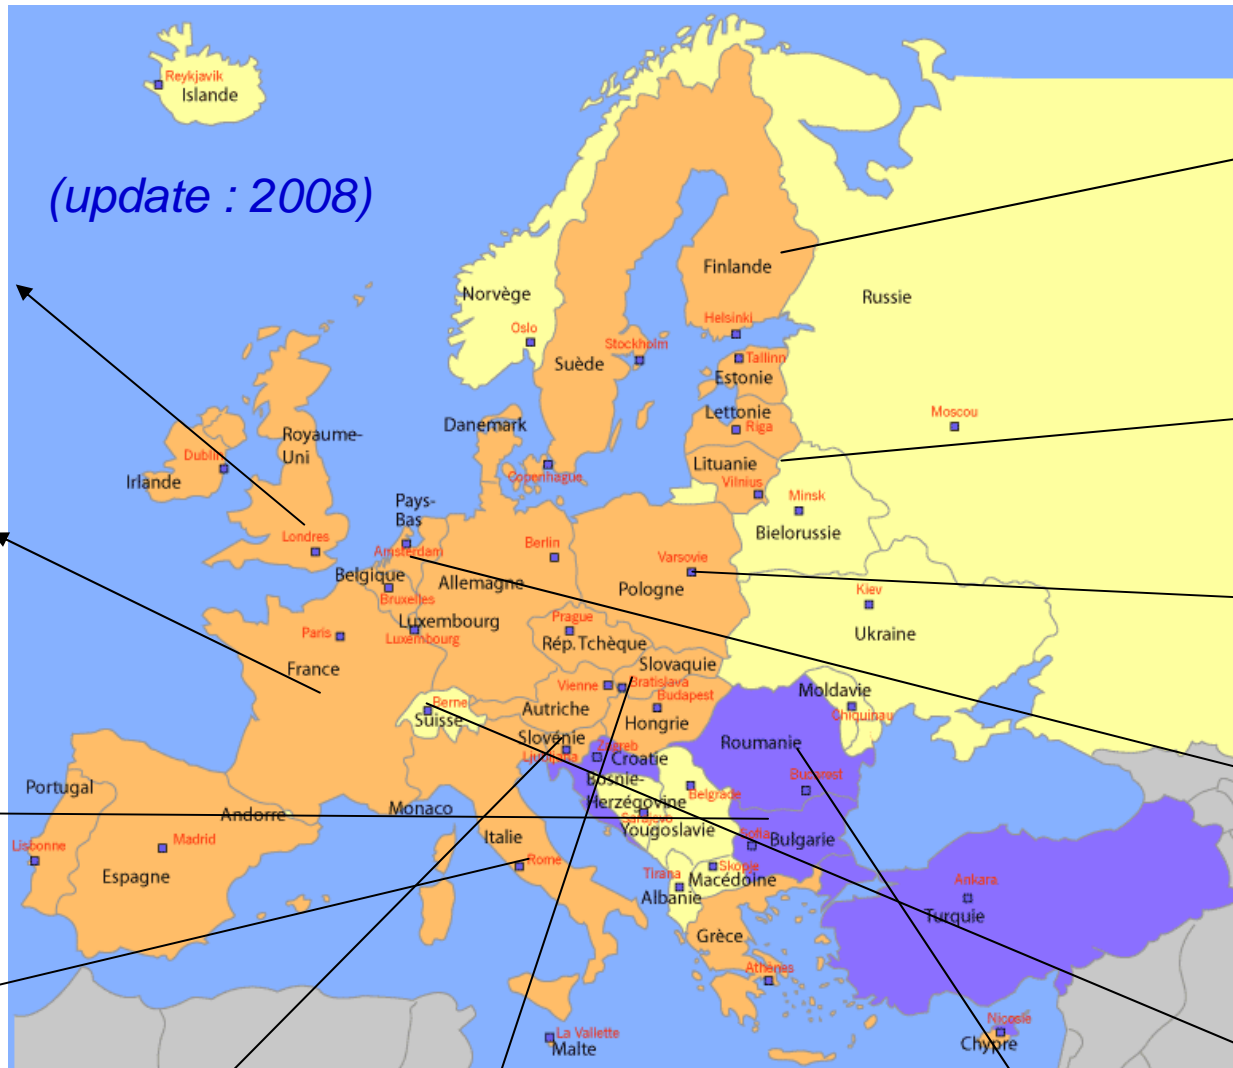 Reykjavik
Islande
(update : 2008)
Finlande
Norvège
Russie
Helsinki
Oslo
Stockholm
Tallinn
Suède
Estonie
Lettonie
Moscou
Riga
Danemark
Royaume-
Uni
Dublin
Lituanie
Copenhague
Irlande
Vilnius
Minsk
Pays-
Bas
Bielorussie
Londres
Amsterdam
Berlin
Varsovie
Belgique
Allemagne
Pologne
Kiev
Bruxelles
Luxembourg
Prague
Ukraine
Paris
Luxembourg
Rép. Tchèque
France
Slovaquie
Vienne
Bratislava
Moldavie
Berne
Budapest
Autriche
Chiquinau
Suisse
Hongrie
Slovénie
Roumanie
Zagreb
Ljubljana
Croatie
Bosnie-
Bucarest
Portugal
Belgrade
Herzégovine
Monaco
Andorre
Sarajevo
Yougoslavie
Italie
Sofia
Bulgarie
Madrid
Lisbonne
Rome
Skopje
Tirana
Macédoine
Espagne
Ankara
Albanie
Turquie
Grèce
Athènes
Nicosie
La Vallette
Malte
Chypre